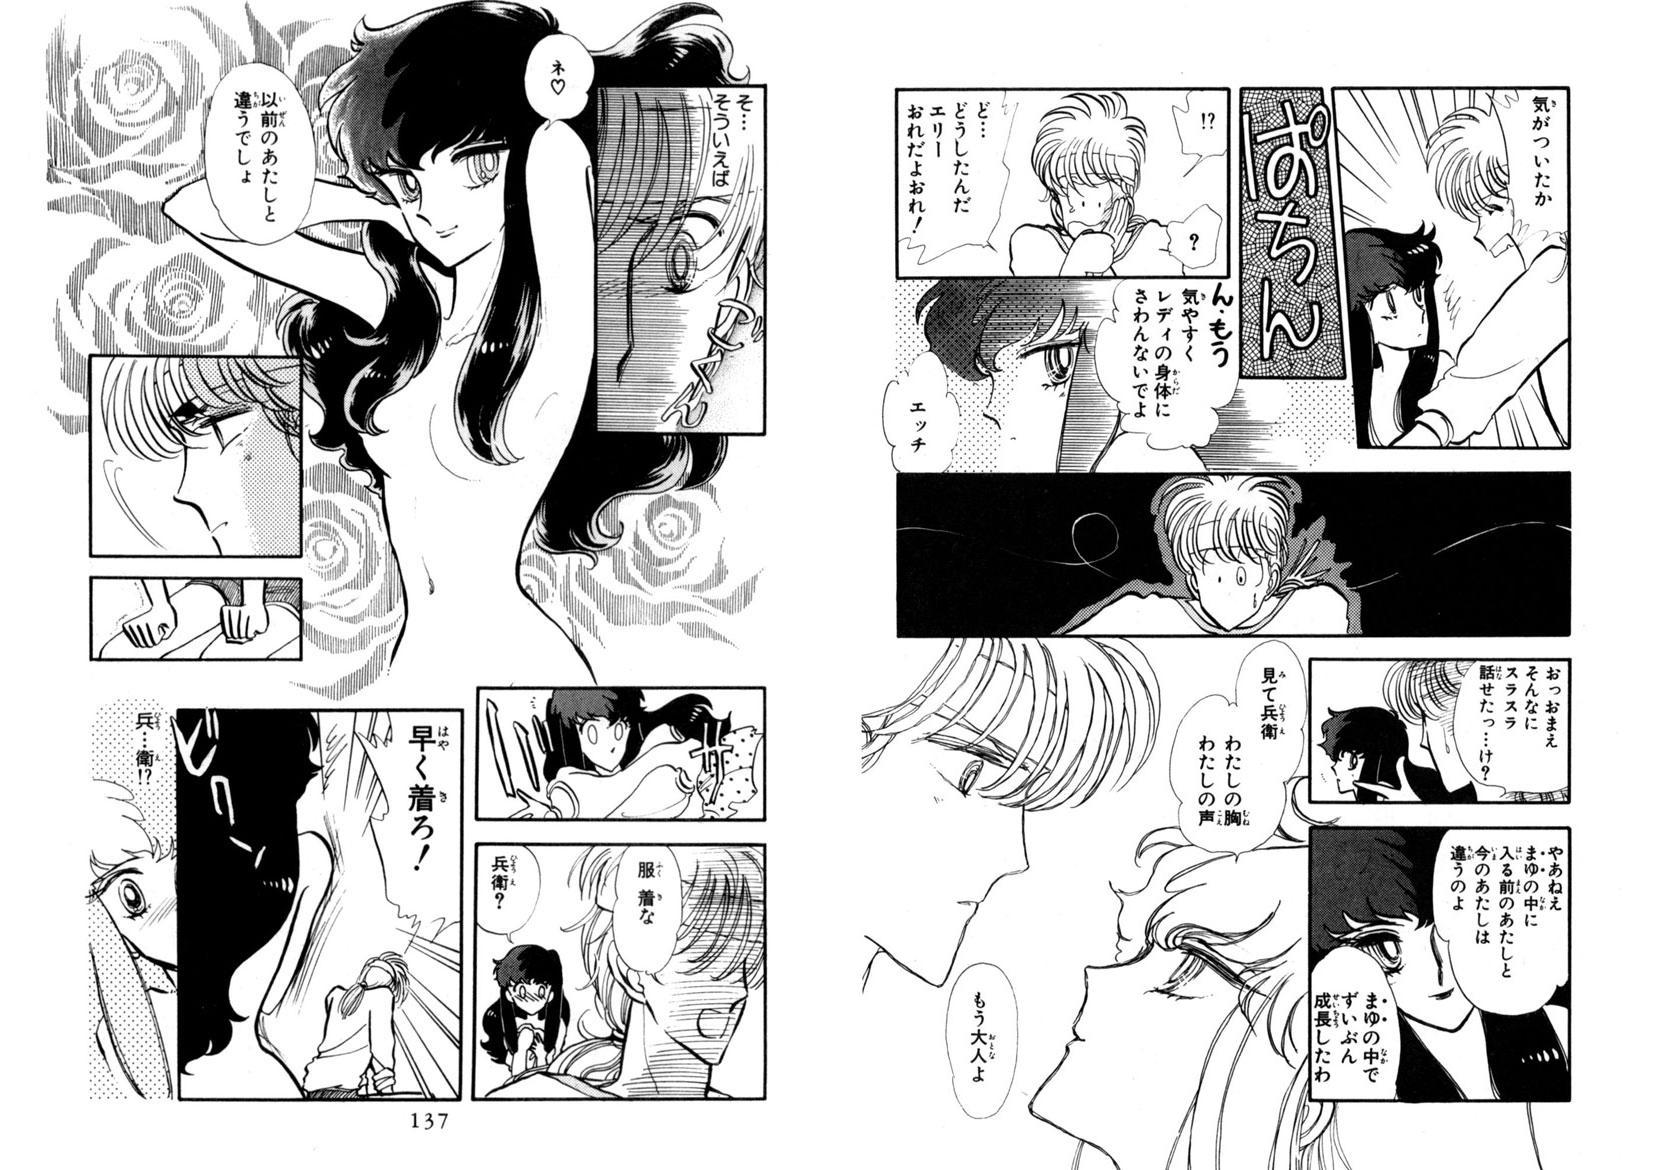 気がついたか
ぱちん
!?
?
ど…
どうしたんだ
エリー
おれだよおれ!
ん.もう
気やすく
レディの身体に
さわんないでよ
エッチ
おっおまえ
そんなに
スラスラ
話せたっ…け?
やあねえ
まゆの中に
入る前のあたしと
今のあたしは
違うのよ
まゆの中で
ずいぶん
成長したわ
見て兵衛
わたしの胸
わたしの声
もう大人よ
そ…
そういえば
ネ♡
以前のあたしと
違うでしょ
服着な
兵衛?
早く着ろ!
兵…衛!?
137